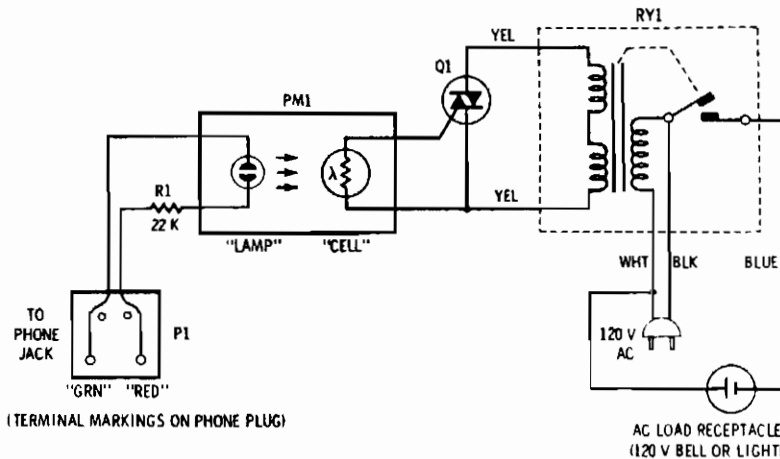 RY1
YEL
Q1
PM1
R1
22 K
λ
"LAMP"
"CELL"
YEL
WHT
BLK
BLUE
TO
PHONE
JACK
P1
120 V
AC
"GRN"
"RED"
(TERMINAL MARKINGS ON PHONE PLUG)
AC LOAD RECEPTACLE
(120 V BELL OR LIGHT